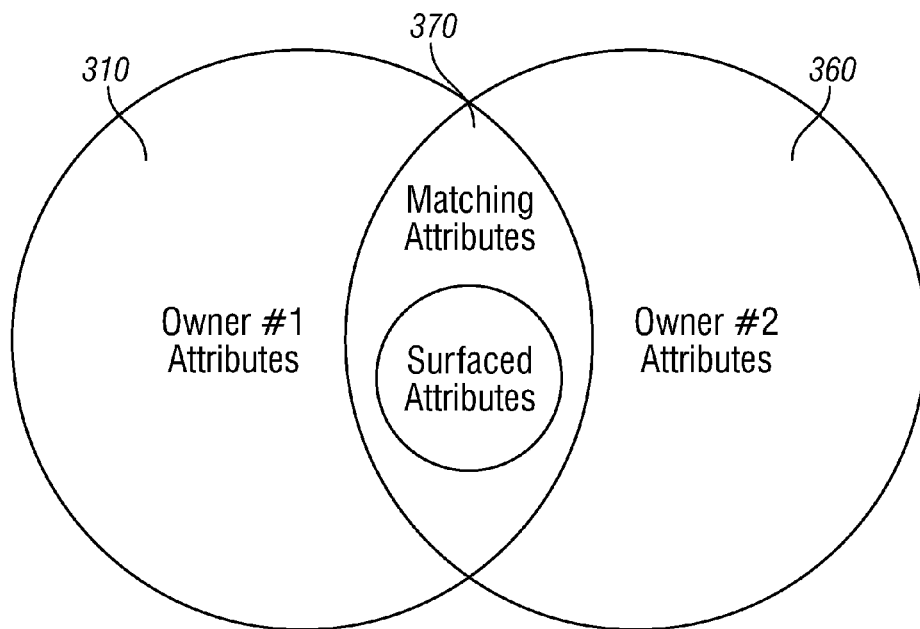 310
370
360
Matching
Attributes
Owner #1
Attributes
Surfaced
Attributes
Owner #2
Attributes